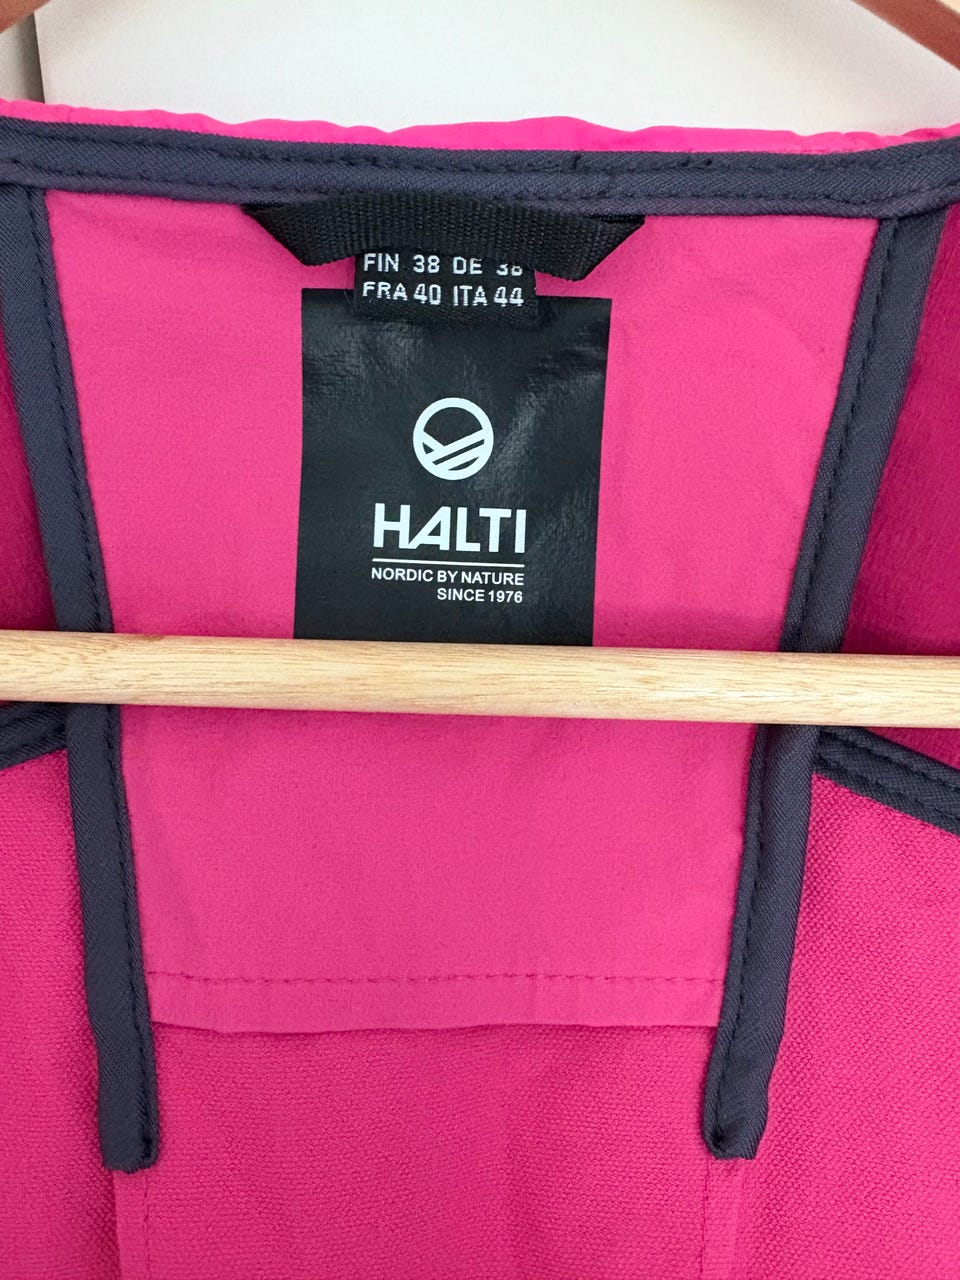 FIN 38 DE 38
FRA 40 ITA 44
HALTI
NORDIC BY NATURE
SINCE 1976